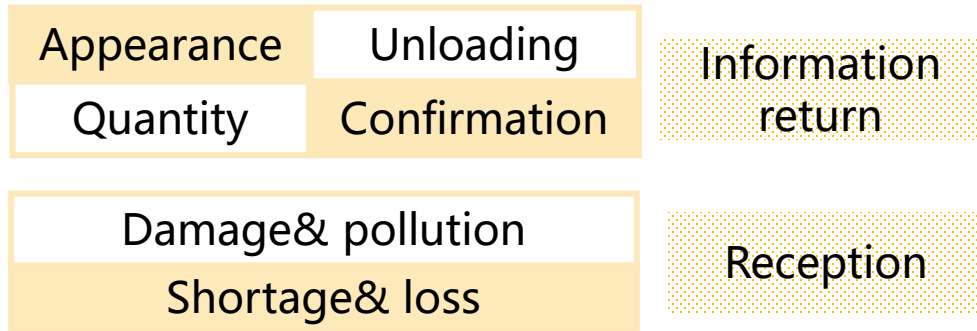 Appearance
Unloading
Quantity
Confirmation
Information
return
Damage& pollution
Shortage& loss
Reception